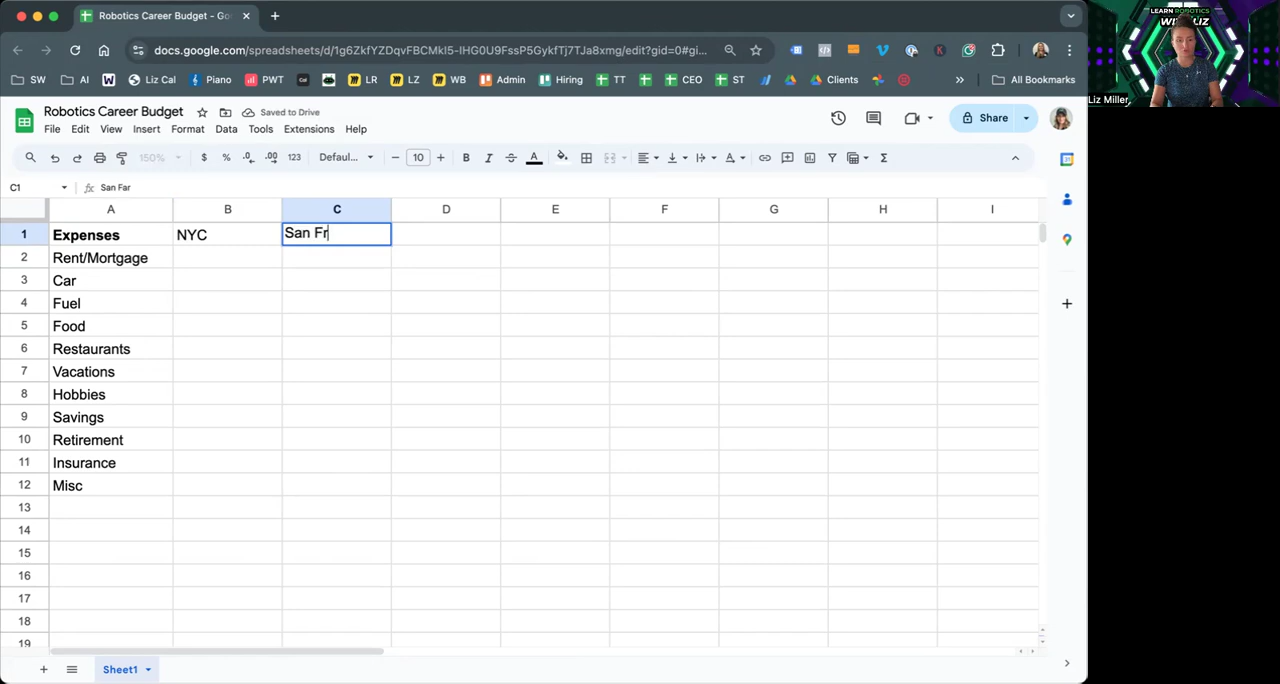 Robotics Career Budget - Go
docs.google.com/spreadsheets/d/1g6ZkfYZDqvFBCMkI5-IHG0U9FssP5GykfTj7TJa8xmg/edit?gid=0#gi...
SW AI W Liz Cal Piano PWT Cal LR LZ WB Admin Hiring TT CEO ST Clients » All Bookmarks
LEARN ROBOTICS
WITH LIZ
Liz Miller
Robotics Career Budget Saved to Drive
File Edit View Insert Format Data Tools Extensions Help
Share
150% $ % .0 .00 123 Defaul... 10 B I S A
C1 fx San Far
A B C D E F G H I
1 Expenses NYC San Fr
2 Rent/Mortgage
3 Car
4 Fuel
5 Food
6 Restaurants
7 Vacations
8 Hobbies
9 Savings
10 Retirement
11 Insurance
12 Misc
13
14
15
16
17
18
19
Sheet1